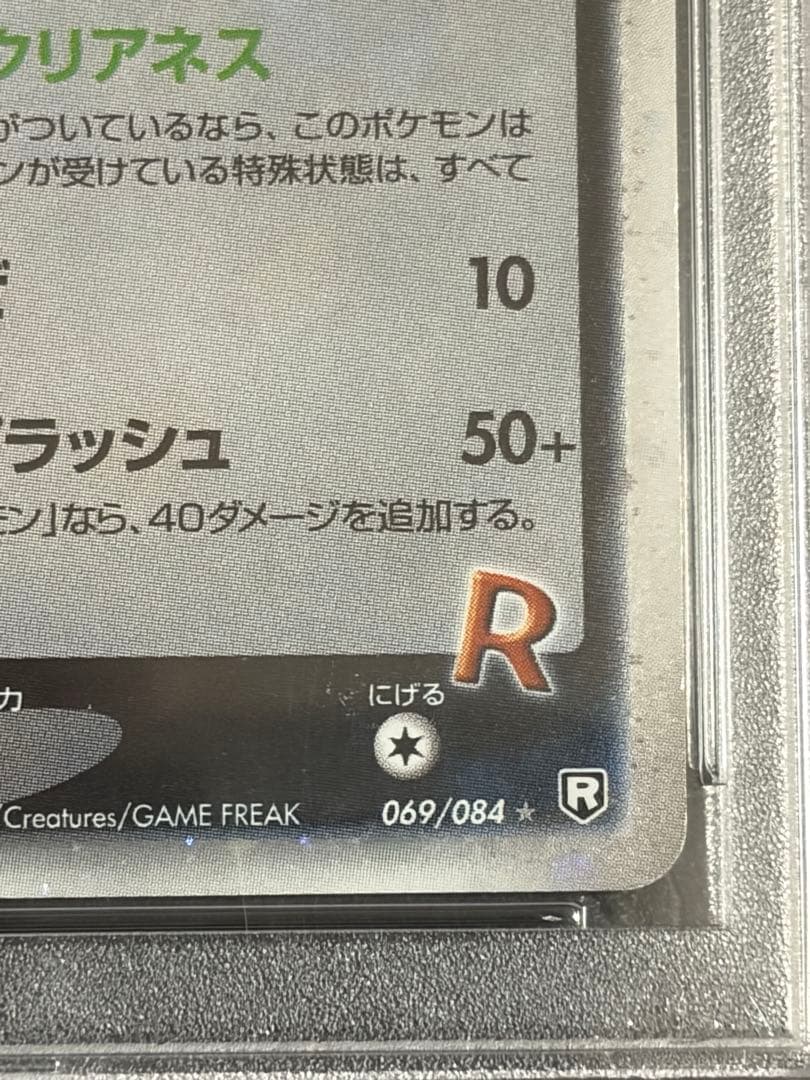 クリアネス
がついているなら、このポケモンは
ンが受けている特殊状態は、すべて
10
ラッシュ 50+
モン」なら、40ダメージを追加する。
R
力 にげる
/Creatures/GAME FREAK 069/084 ★ R